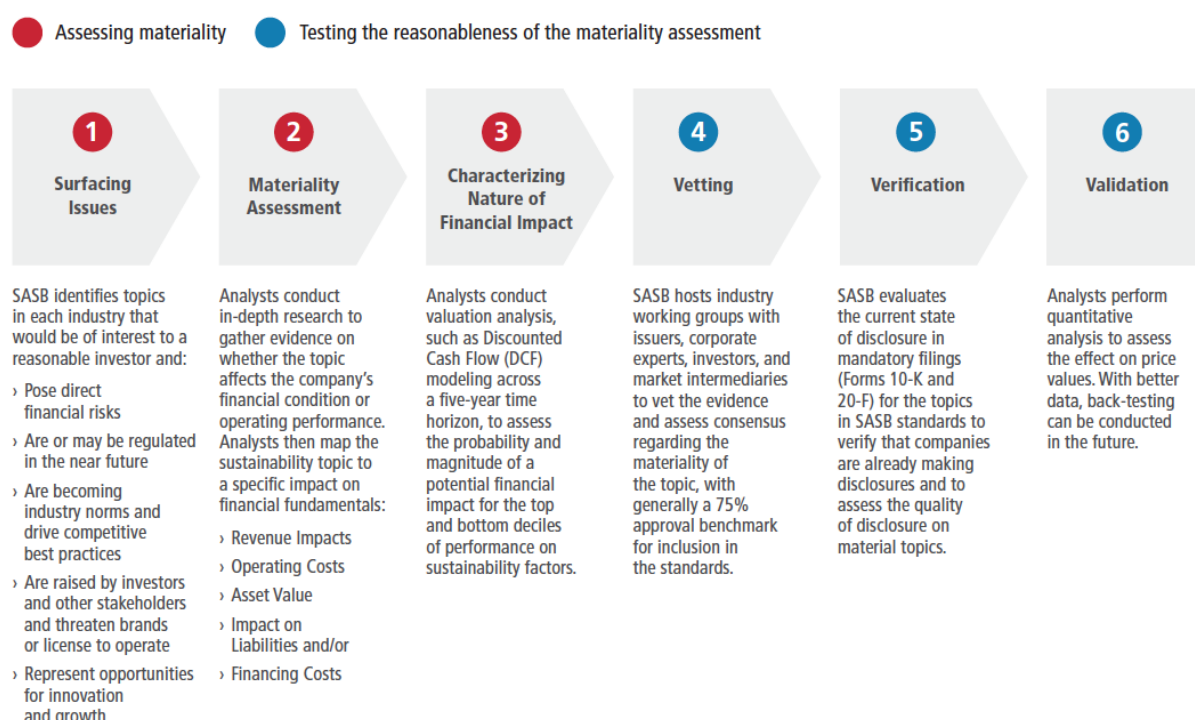 Assessing materiality
Testing the reasonableness of the materiality assessment
1
Surfacing
Issues
SASB identifies topics
in each industry that
would be of interest to a
reasonable investor and:
› Pose direct
financial risks
› Are or may be regulated
in the near future
› Are becoming
industry norms and
drive competitive
best practices
› Are raised by investors
and other stakeholders
and threaten brands
or license to operate
› Represent opportunities
for innovation
and growth
2
Materiality
Assessment
Analysts conduct
in-depth research to
gather evidence on
whether the topic
affects the company’s
financial condition or
operating performance.
Analysts then map the
sustainability topic to
a specific impact on
financial fundamentals:
› Revenue Impacts
› Operating Costs
› Asset Value
› Impact on
Liabilities and/or
› Financing Costs
3
Characterizing
Nature of
Financial Impact
Analysts conduct
valuation analysis,
such as Discounted
Cash Flow (DCF)
modeling across
a five-year time
horizon, to assess
the probability and
magnitude of a
potential financial
impact for the top
and bottom deciles
of performance on
sustainability factors.
4
Vetting
SASB hosts industry
working groups with
issuers, corporate
experts, investors, and
market intermediaries
to vet the evidence
and assess consensus
regarding the
materiality of
the topic, with
generally a 75%
approval benchmark
for inclusion in
the standards.
5
Verification
SASB evaluates
the current state
of disclosure in
mandatory filings
(Forms 10-K and
20-F) for the topics
in SASB standards to
verify that companies
are already making
disclosures and to
assess the quality
of disclosure on
material topics.
6
Validation
Analysts perform
quantitative
analysis to assess
the effect on price
values. With better
data, back-testing
can be conducted
in the future.